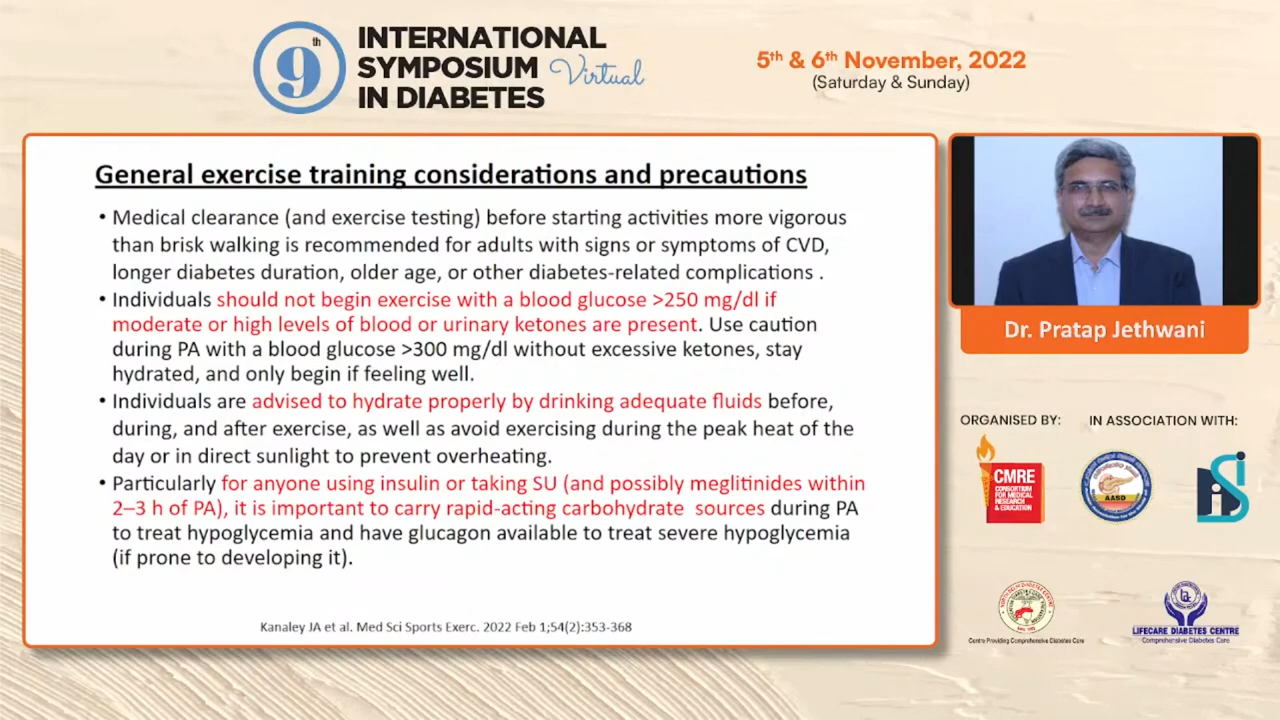 9th
INTERNATIONAL
SYMPOSIUM Virtual
IN DIABETES
5th & 6th November, 2022
(Saturday & Sunday)
General exercise training considerations and precautions
• Medical clearance (and exercise testing) before starting activities more vigorous
than brisk walking is recommended for adults with signs or symptoms of CVD,
longer diabetes duration, older age, or other diabetes-related complications .
• Individuals should not begin exercise with a blood glucose >250 mg/dl if
moderate or high levels of blood or urinary ketones are present. Use caution
during PA with a blood glucose >300 mg/dl without excessive ketones, stay
hydrated, and only begin if feeling well.
• Individuals are advised to hydrate properly by drinking adequate fluids before,
during, and after exercise, as well as avoid exercising during the peak heat of the
day or in direct sunlight to prevent overheating.
• Particularly for anyone using insulin or taking SU (and possibly meglitinides within
2–3 h of PA), it is important to carry rapid-acting carbohydrate sources during PA
to treat hypoglycemia and have glucagon available to treat severe hypoglycemia
(if prone to developing it).
Kanaley JA et al. Med Sci Sports Exerc. 2022 Feb 1;54(2):353-368
Dr. Pratap Jethwani
ORGANISED BY:
IN ASSOCIATION WITH:
CMRE
CONSORTIUM
FOR MEDICAL
RESEARCH
& EDUCATION
AASD
Centre Providing Comprehensive Diabetes Care
LIFECARE DIABETES CENTRE
Comprehensive Diabetes Care